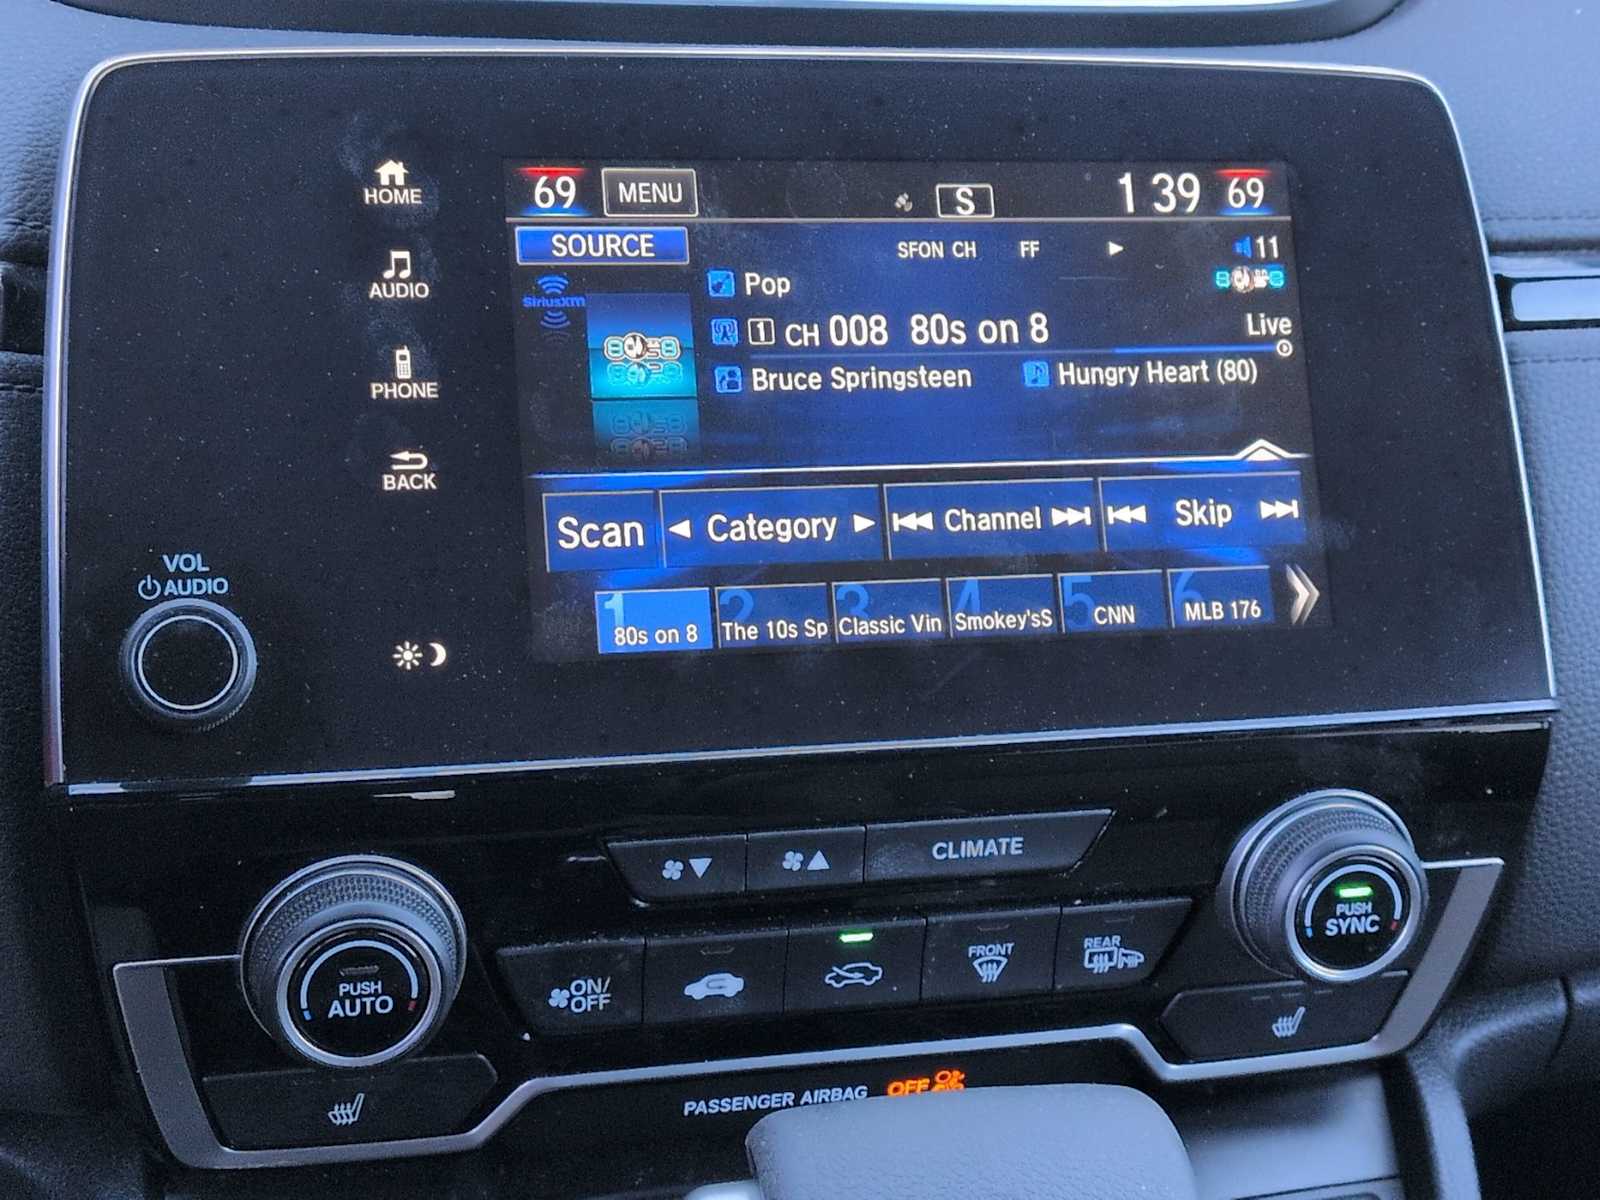 HOME
AUDIO
PHONE
BACK
VOL
AUDIO
69 MENU S 1 39 69
SOURCE SFON CH FF 11
SiriusXM
Pop
1 CH 008 80s on 8 Live
Bruce Springsteen Hungry Heart (80)
Scan Category Channel Skip
1 2 3 4 5 6
80s on 8 The 10s Sp Classic Vin Smokey'sS CNN MLB 176
CLIMATE
PUSH
AUTO
ON/
OFF
FRONT
REAR
PUSH
SYNC
PASSENGER AIRBAG OFF